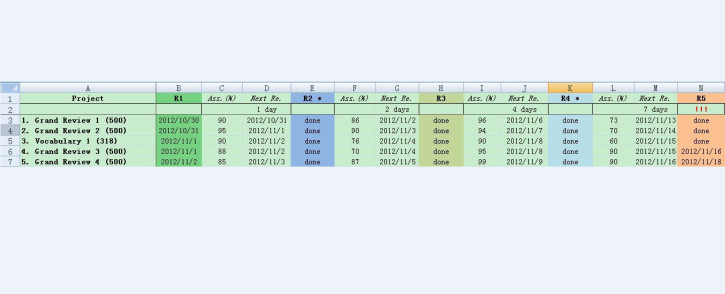 A B C D E F G H I J K L M N
1 Project R1 Ass.(N) Next Re. R2 * Ass.(N) Next Re. R3 Ass.(N) Next Re. R4 * Ass.(N) Next Re. R5
2 1 day 2 days 4 days 7 days !!!
3 1. Grand Review 1 (500) 2012/10/30 90 2012/10/31 done 86 2012/11/2 done 96 2012/11/6 done 73 2012/11/13 done
4 2. Grand Review 2 (500) 2012/10/31 95 2012/11/1 done 90 2012/11/3 done 94 2012/11/7 done 70 2012/11/14 done
5 3. Vocabulary 1 (318) 2012/11/1 90 2012/11/2 done 76 2012/11/4 done 90 2012/11/8 done 60 2012/11/15 done
6 4. Grand Review 3 (500) 2012/11/1 88 2012/11/2 done 70 2012/11/4 done 95 2012/11/8 done 90 2012/11/15 2012/11/16
7 5. Grand Review 4 (500) 2012/11/2 85 2012/11/3 done 87 2012/11/5 done 99 2012/11/9 done 90 2012/11/16 2012/11/18